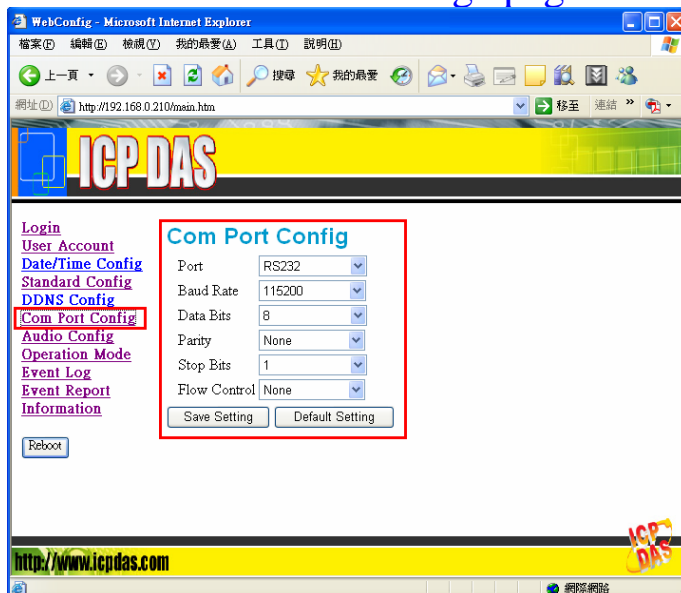 WebConfig - Microsoft Internet Explorer
檔案(F) 編輯(E) 檢視(V) 我的最愛(A) 工具(T) 說明(H)
上一頁 搜尋 我的最愛
網址(D) http://192.168.0.210/main.htm 移至 連結 »
ICP DAS
Login
User Account
Date/Time Config
Standard Config
DDNS Config
Com Port Config
Audio Config
Operation Mode
Event Log
Event Report
Information
Reboot
Com Port Config
Port RS232
Baud Rate 115200
Data Bits 8
Parity None
Stop Bits 1
Flow Control None
Save Setting Default Setting
http://www.icpdas.com
ICP DAS
網際網路